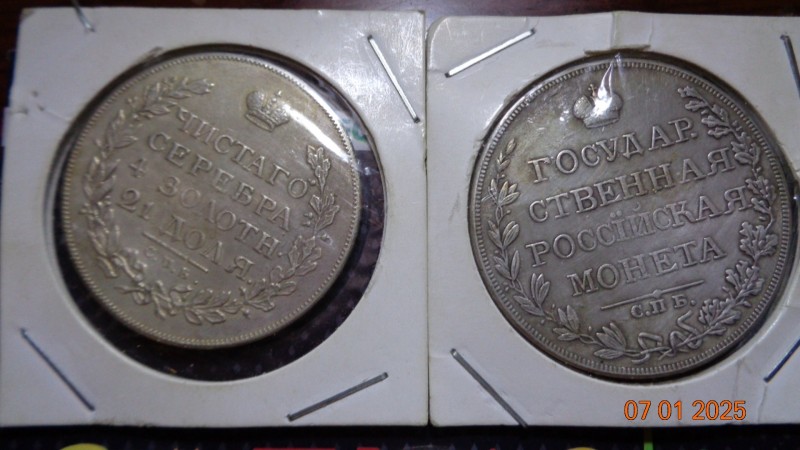 ЧИСТАГО
СЕРЕБРА
4 ЗОЛОТН.
21 ДОЛЯ
С.П.Б.
ГОСУДАР
СТВЕННАЯ
РОССІЙСКАЯ
МОНЕТА
С.П.Б.
07 01 2025